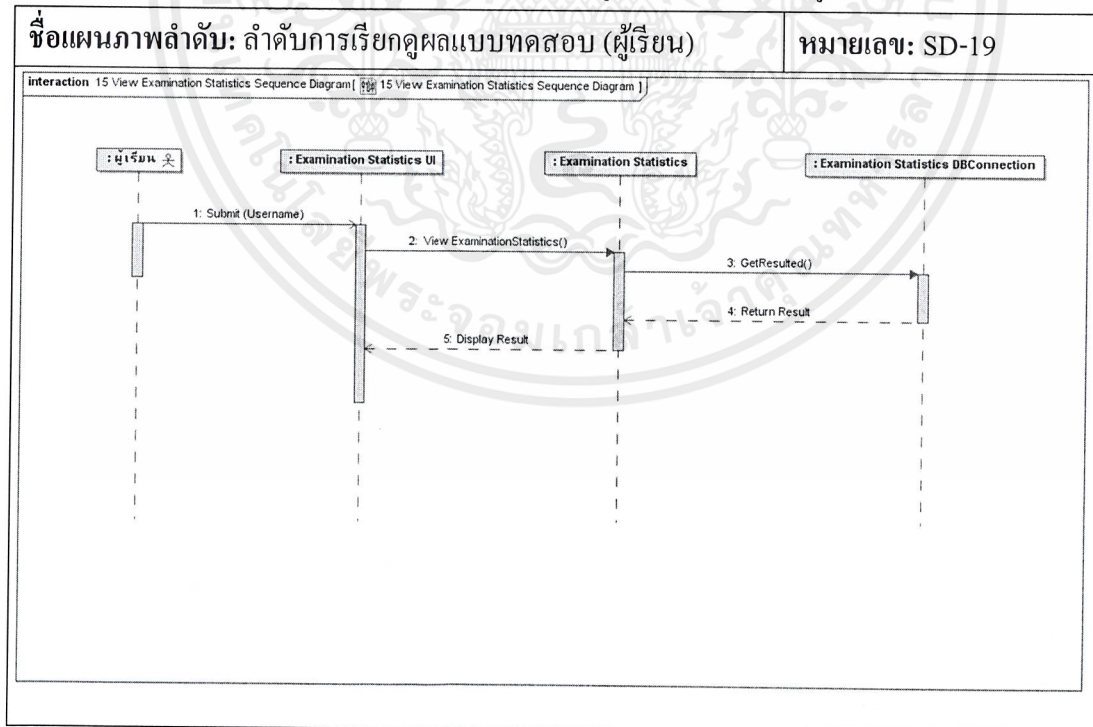 ชื่อแผนภาพลำดับ: ลำดับการเรียกดูผลแบบทดสอบ (ผู้เรียน)
หมายเลข: SD-19
interaction 15 View Examination Statistics Sequence Diagram[ 15 View Examination Statistics Sequence Diagram ]
: ผู้เรียน
: Examination Statistics UI
: Examination Statistics
: Examination Statistics DBConnection
1: Submit (Username)
2: View ExaminationStatistics()
3: GetResulted()
4: Return Result
5: Display Result